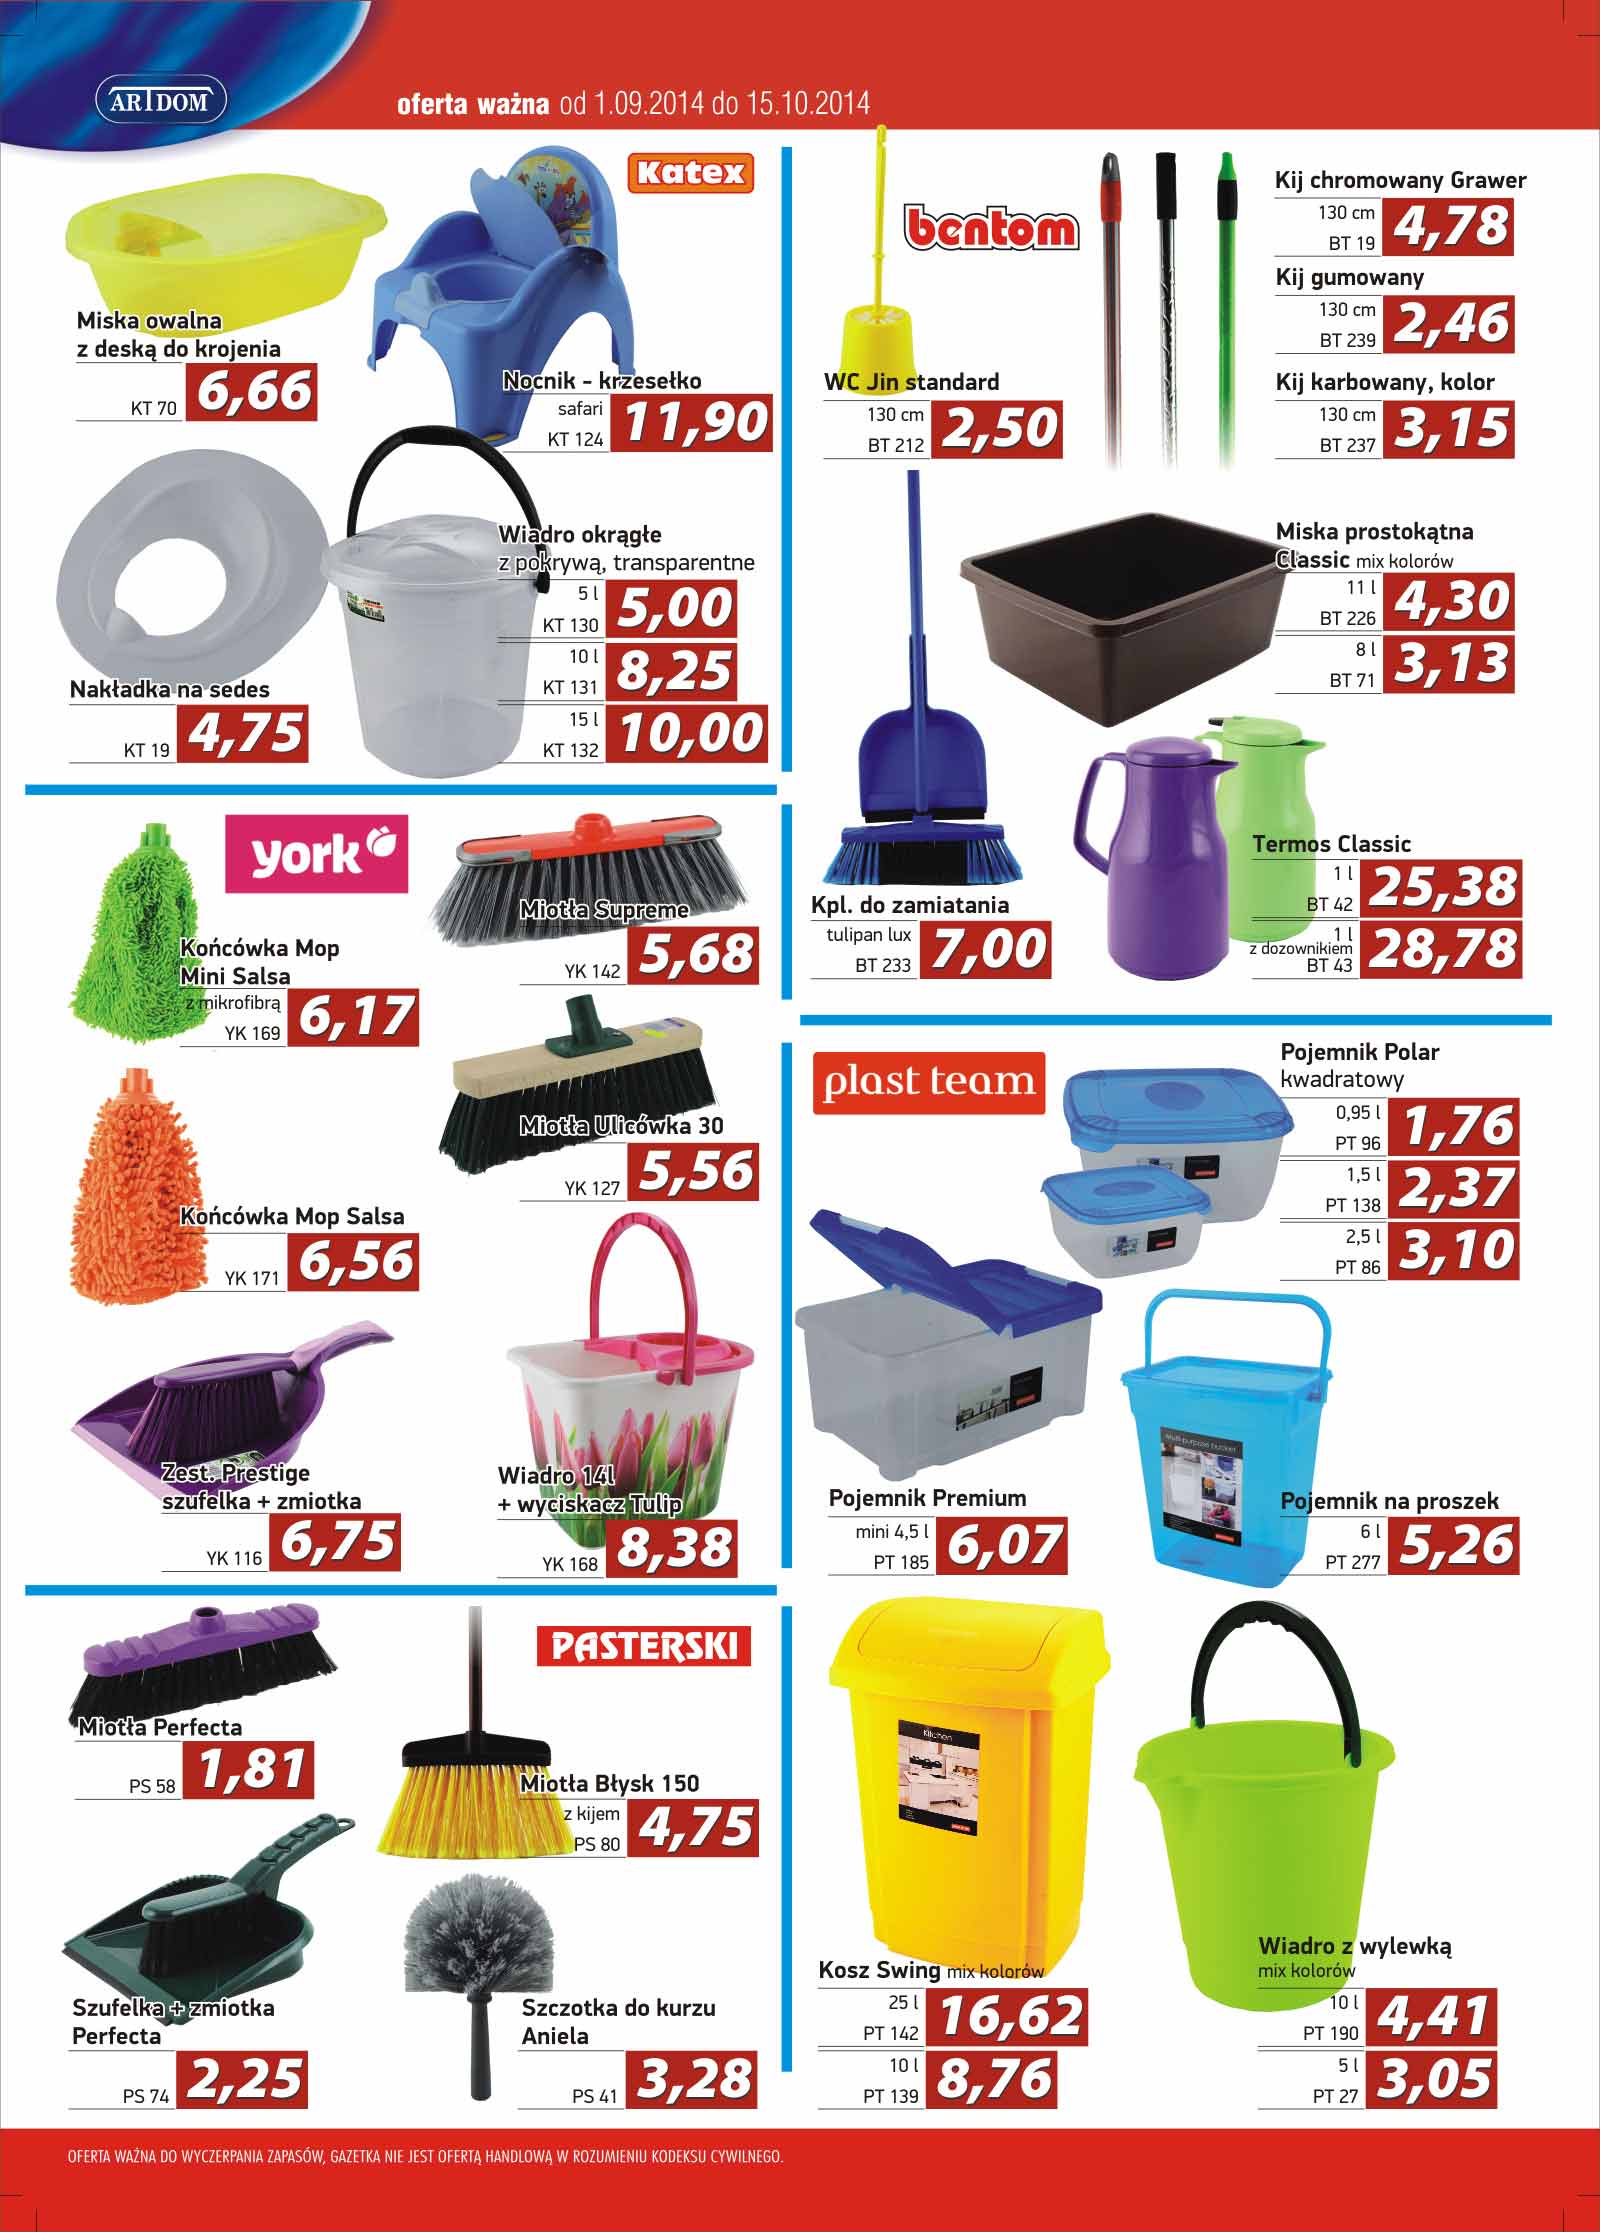 ARTDOM
oferta ważna od 1.09.2014 do 15.10.2014
Katex
Miska owalna
z deską do krojenia
KT 70
6,66
Nocnik - krzesełko
safari
KT 124
11,90
Nakładka na sedes
KT 19
4,75
Wiadro okrągłe
z pokrywą, transparentne
5 l
KT 130
5,00
10 l
KT 131
8,25
15 l
KT 132
10,00
bentom
WC Jin standard
130 cm
BT 212
2,50
Kij chromowany Grawer
130 cm
BT 19
4,78
Kij gumowany
130 cm
BT 239
2,46
Kij karbowany, kolor
130 cm
BT 237
3,15
Miska prostokątna
Classic mix kolorów
11 l
BT 226
4,30
8 l
BT 71
3,13
Kpl. do zamiatania
tulipan lux
BT 233
7,00
Termos Classic
1 l
BT 42
25,38
1 l
z dozownikiem
BT 43
28,78
york
Końcówka Mop
Mini Salsa
z mikrofibrą
YK 169
6,17
Miotła Supreme
YK 142
5,68
Miotła Ulicówka 30
YK 127
5,56
Końcówka Mop Salsa
YK 171
6,56
Zest. Prestige
szufelka + zmiotka
YK 116
6,75
Wiadro 14l
+ wyciskacz Tulip
YK 168
8,38
plast team
Pojemnik Polar
kwadratowy
0,95 l
PT 96
1,76
1,5 l
PT 138
2,37
2,5 l
PT 86
3,10
Pojemnik Premium
mini 4,5 l
PT 185
6,07
Multi-purpose bucket
Pojemnik na proszek
6 l
PT 277
5,26
PASTERSKI
Miotła Perfecta
PS 58
1,81
Miotła Błysk 150
z kijem
PS 80
4,75
Szufelka + zmiotka
Perfecta
PS 74
2,25
Szczotka do kurzu
Aniela
PS 41
3,28
Kitchen
Kosz Swing mix kolorów
25 l
PT 142
16,62
10 l
PT 139
8,76
Wiadro z wylewką
mix kolorów
10 l
PT 190
4,41
5 l
PT 27
3,05
OFERTA WAŻNA DO WYCZERPANIA ZAPASÓW, GAZETKA NIE JEST OFERTĄ HANDLOWĄ W ROZUMIENIU KODEKSU CYWILNEGO.